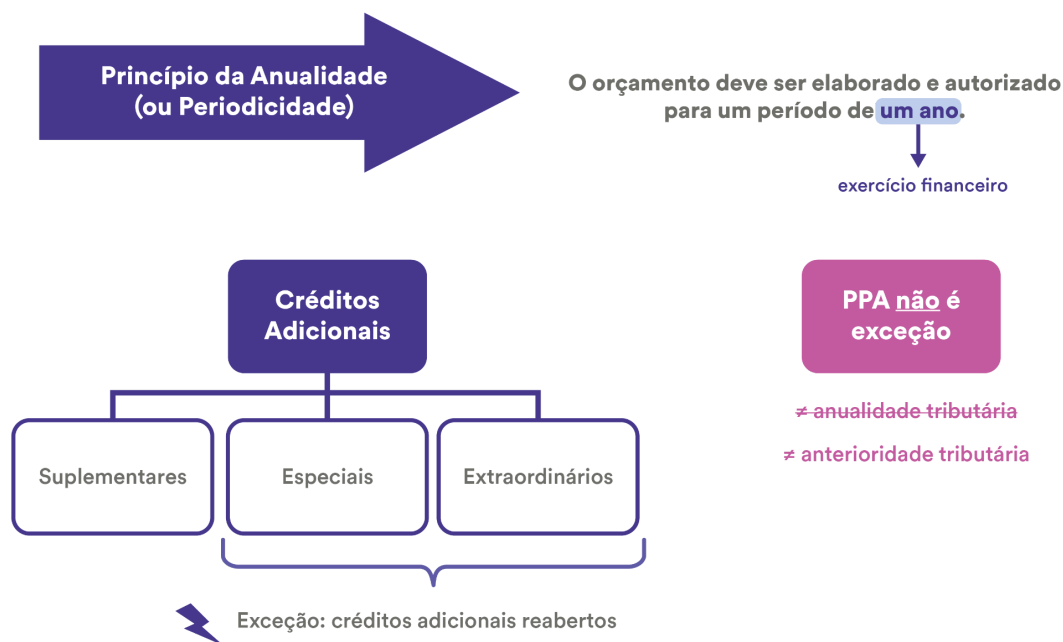 Princípio da Anualidade
(ou Periodicidade)
O orçamento deve ser elaborado e autorizado
para um período de um ano.
exercício financeiro
Créditos
Adicionais
PPA não é
exceção
≠ anualidade tributária
≠ anterioridade tributária
Suplementares
Especiais
Extraordinários
Exceção: créditos adicionais reabertos